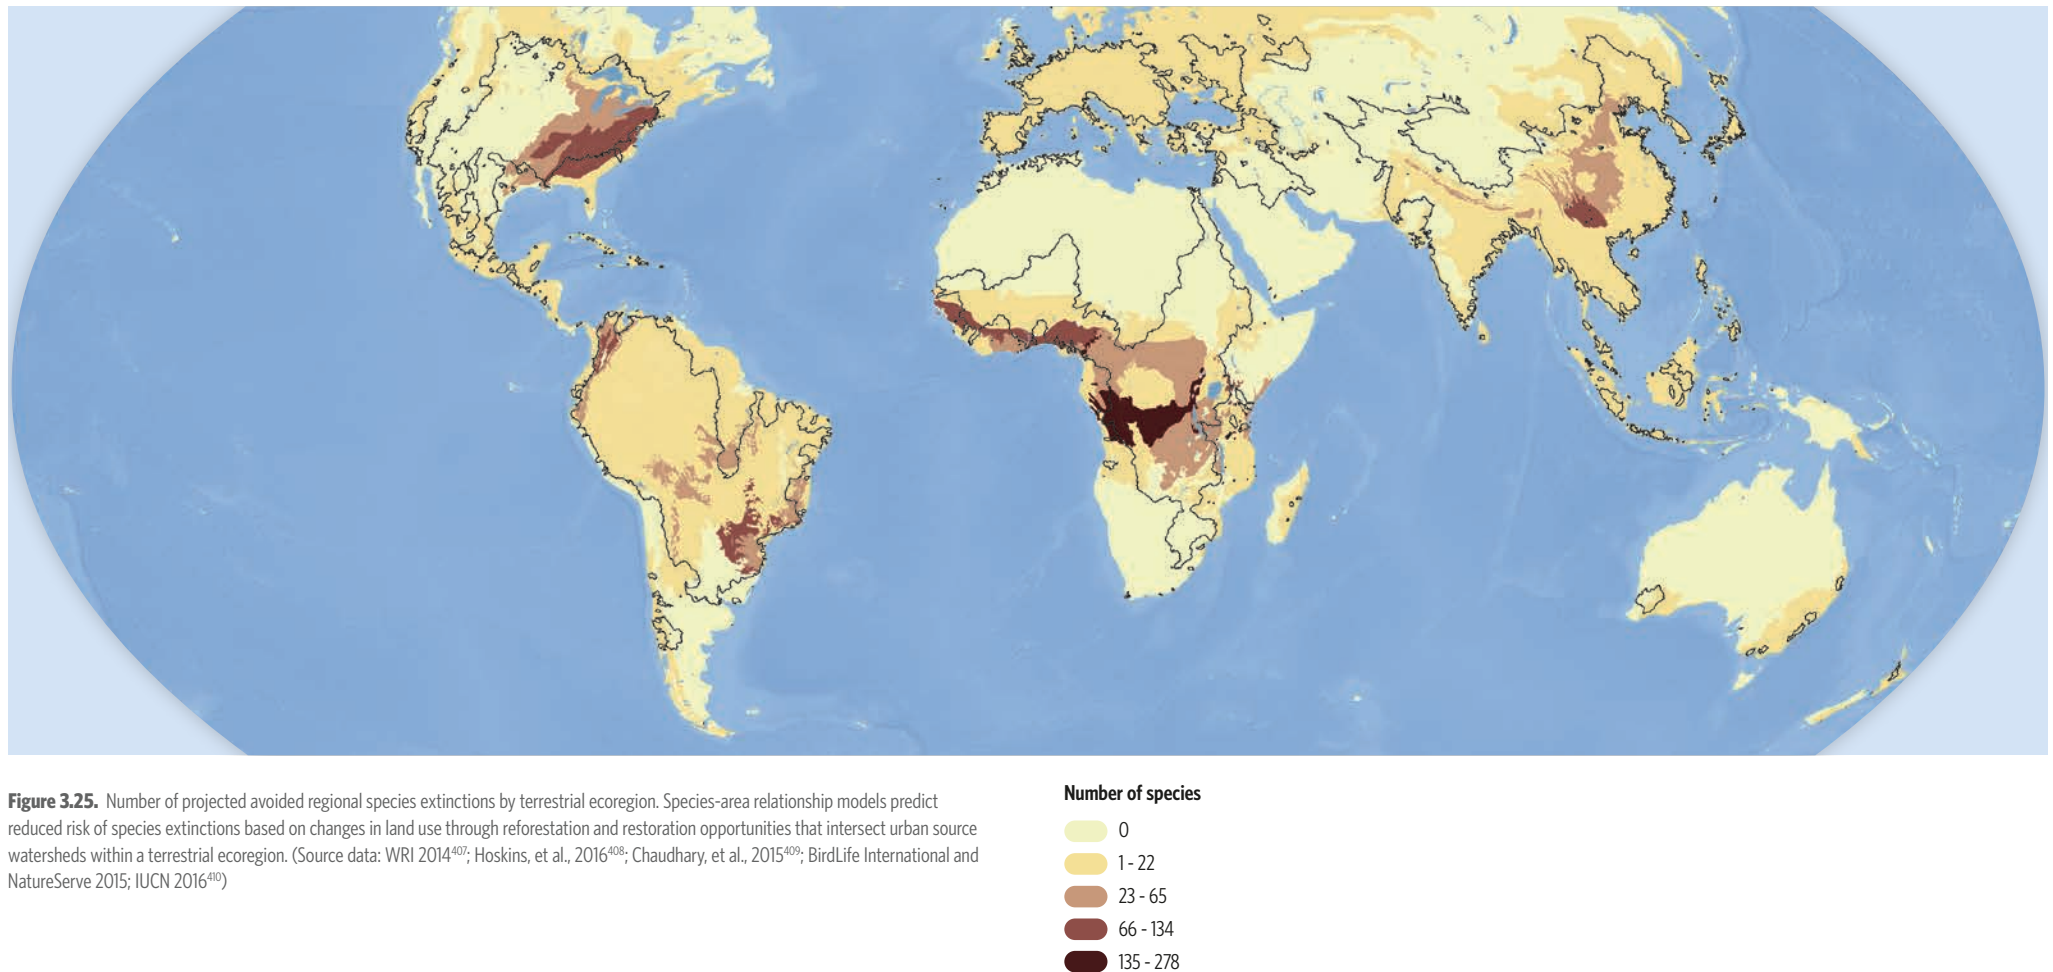 Figure 3.25. Number of projected avoided regional species extinctions by terrestrial ecoregion. Species-area relationship models predict
reduced risk of species extinctions based on changes in land use through reforestation and restoration opportunities that intersect urban source
watersheds within a terrestrial ecoregion. (Source data: WRI 2014⁴⁰⁷; Hoskins, et al., 2016⁴⁰⁸; Chaudhary, et al., 2015⁴⁰⁹; BirdLife International and
NatureServe 2015; IUCN 2016⁴¹⁰)
Number of species
0
1 - 22
23 - 65
66 - 134
135 - 278